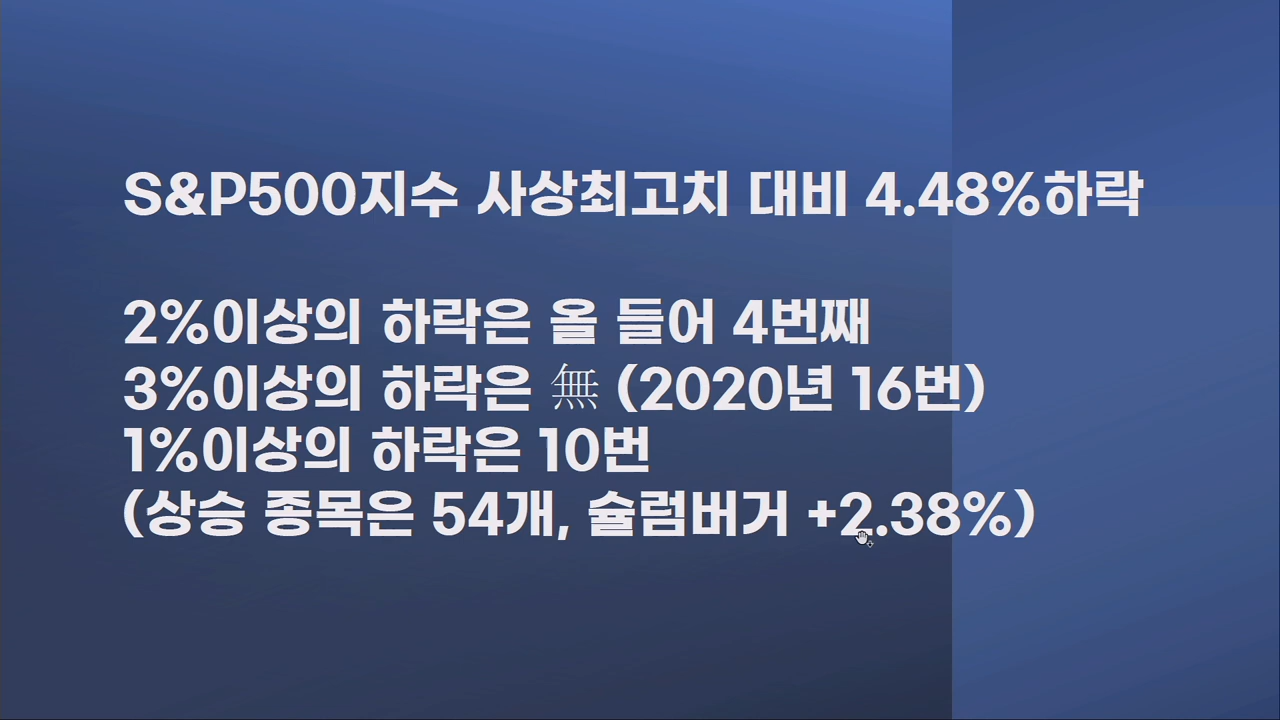 S&P500지수 사상최고치 대비 4.48%하락
2%이상의 하락은 올 들어 4번째
3%이상의 하락은 無 (2020년 16번)
1%이상의 하락은 10번
(상승 종목은 54개, 슐럼버거 +2.38%)